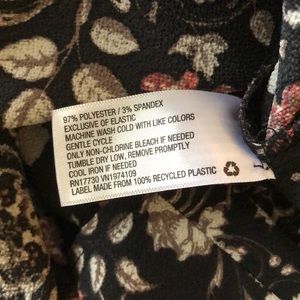 97% POLYESTER / 3% SPANDEX
EXCLUSIVE OF ELASTIC
MACHINE WASH COLD WITH LIKE COLORS
GENTLE CYCLE
ONLY NON-CHLORINE BLEACH IF NEEDED
TUMBLE DRY LOW. REMOVE PROMPTLY
COOL IRON IF NEEDED
RN17730 VN1974109
LABEL MADE FROM 100% RECYCLED PLASTIC